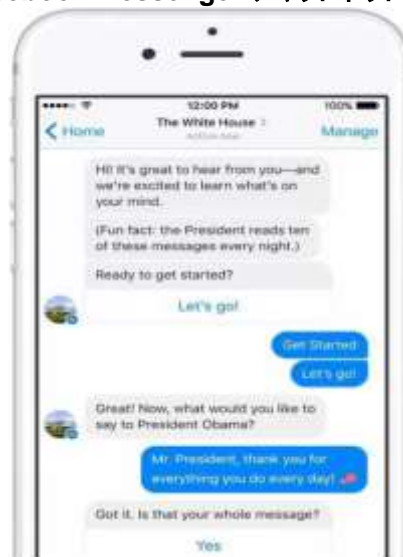 Messenger
12:00 PM
100%
The White House
Home
Manage
Hi! It's great to hear from you—and
we're excited to learn what's on
your mind.
(Fun fact: the President reads ten
of these messages every night.)
Ready to get started?
Let's go!
Get Started
Let's go!
Great! Now, what would you like to
say to President Obama?
Mr. President, thank you for
everything you do every day!
Got it. Is that your whole message?
Yes